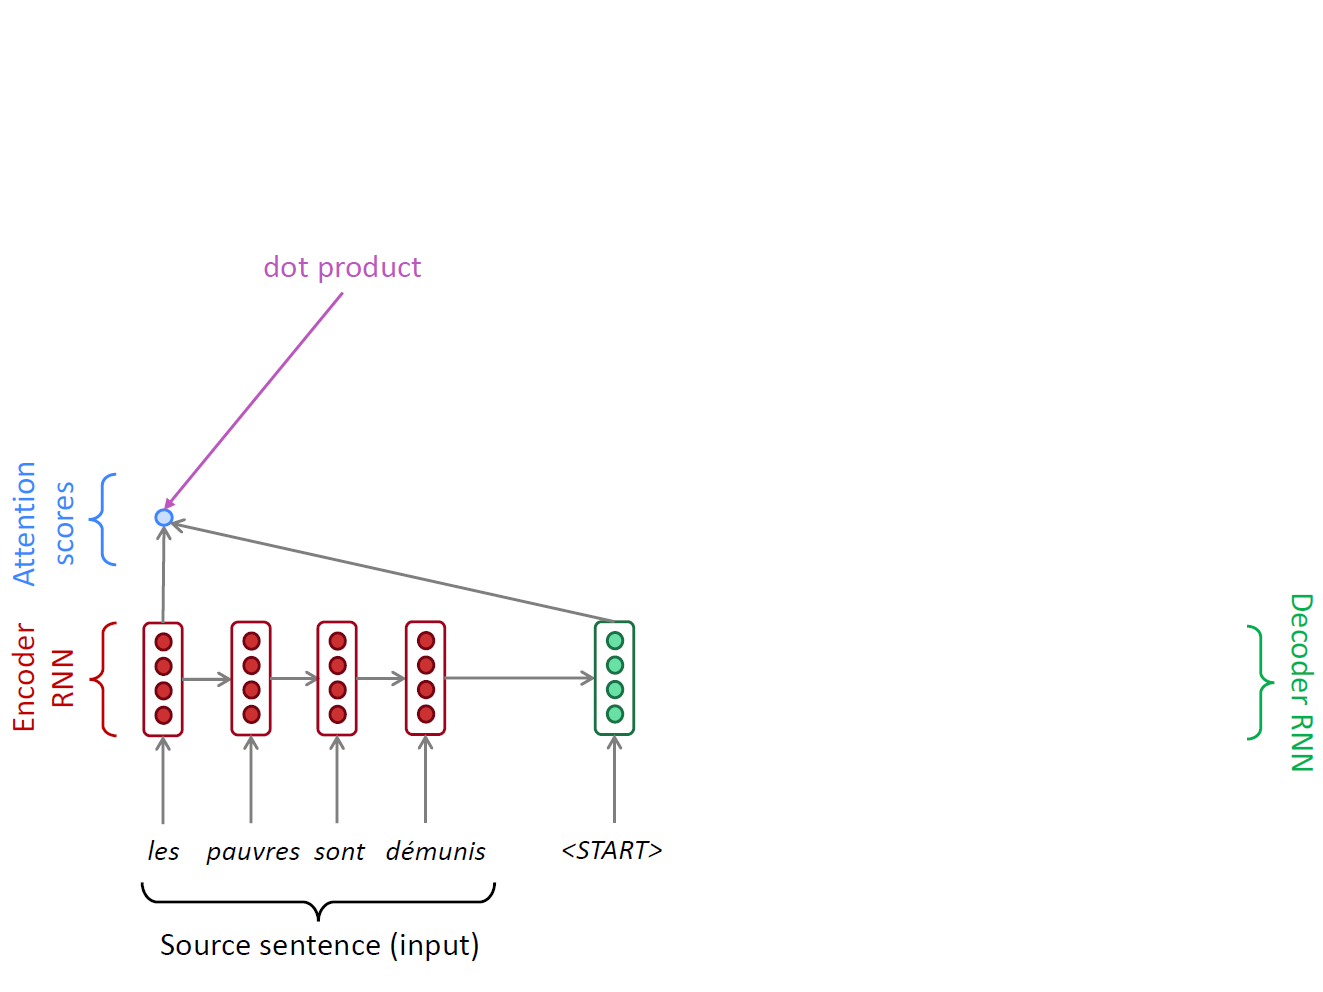 dot product
Attention
scores
Encoder
RNN
Decoder RNN
les pauvres sont démunis <START>
Source sentence (input)